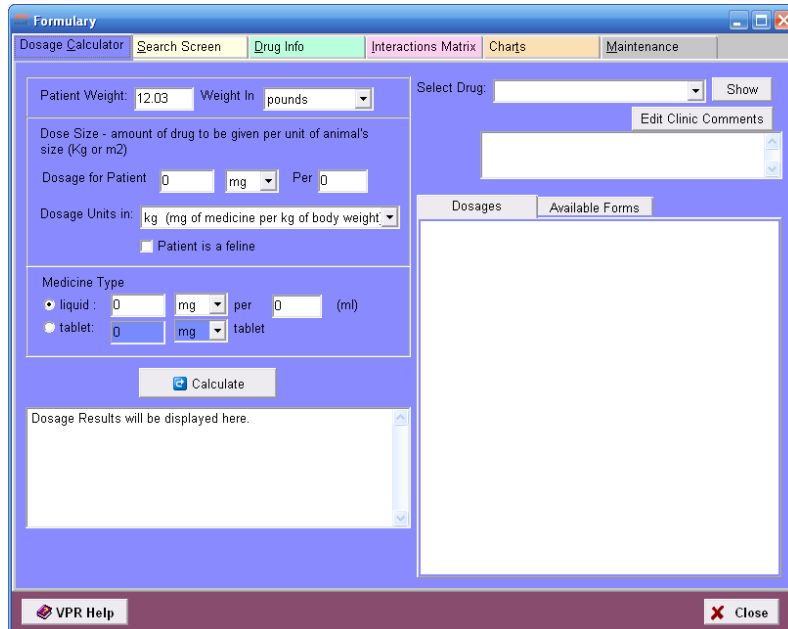 Formulary
Dosage Calculator Search Screen Drug Info Interactions Matrix Charts Maintenance
Patient Weight: 12.03 Weight In pounds
Select Drug: Show
Edit Clinic Comments
Dose Size - amount of drug to be given per unit of animal's
size (Kg or m2)
Dosage for Patient 0 mg Per 0
Dosage Units in: kg (mg of medicine per kg of body weight)
Patient is a feline
Dosages Available Forms
Medicine Type
liquid : 0 mg per 0 (ml)
tablet: 0 mg tablet
Calculate
Dosage Results will be displayed here.
VPR Help Close